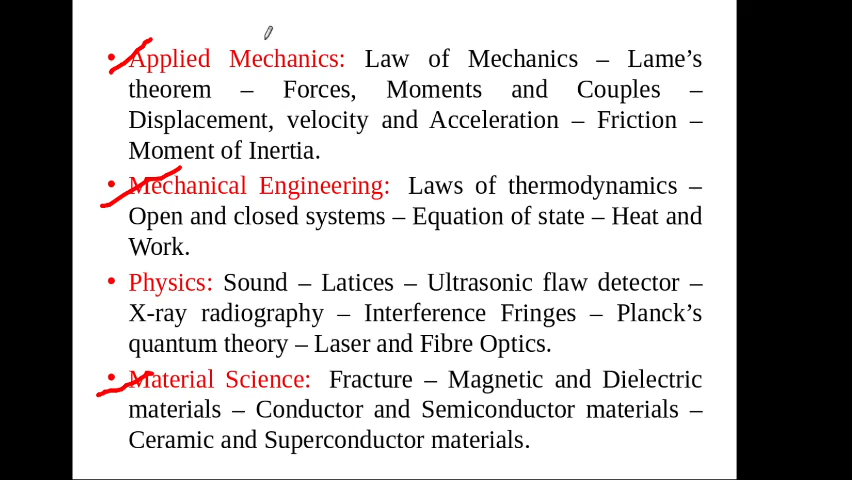 • Applied Mechanics: Law of Mechanics – Lame’s
theorem – Forces, Moments and Couples –
Displacement, velocity and Acceleration – Friction –
Moment of Inertia.
• Mechanical Engineering: Laws of thermodynamics –
Open and closed systems – Equation of state – Heat and
Work.
• Physics: Sound – Latices – Ultrasonic flaw detector –
X-ray radiography – Interference Fringes – Planck’s
quantum theory – Laser and Fibre Optics.
• Material Science: Fracture – Magnetic and Dielectric
materials – Conductor and Semiconductor materials –
Ceramic and Superconductor materials.